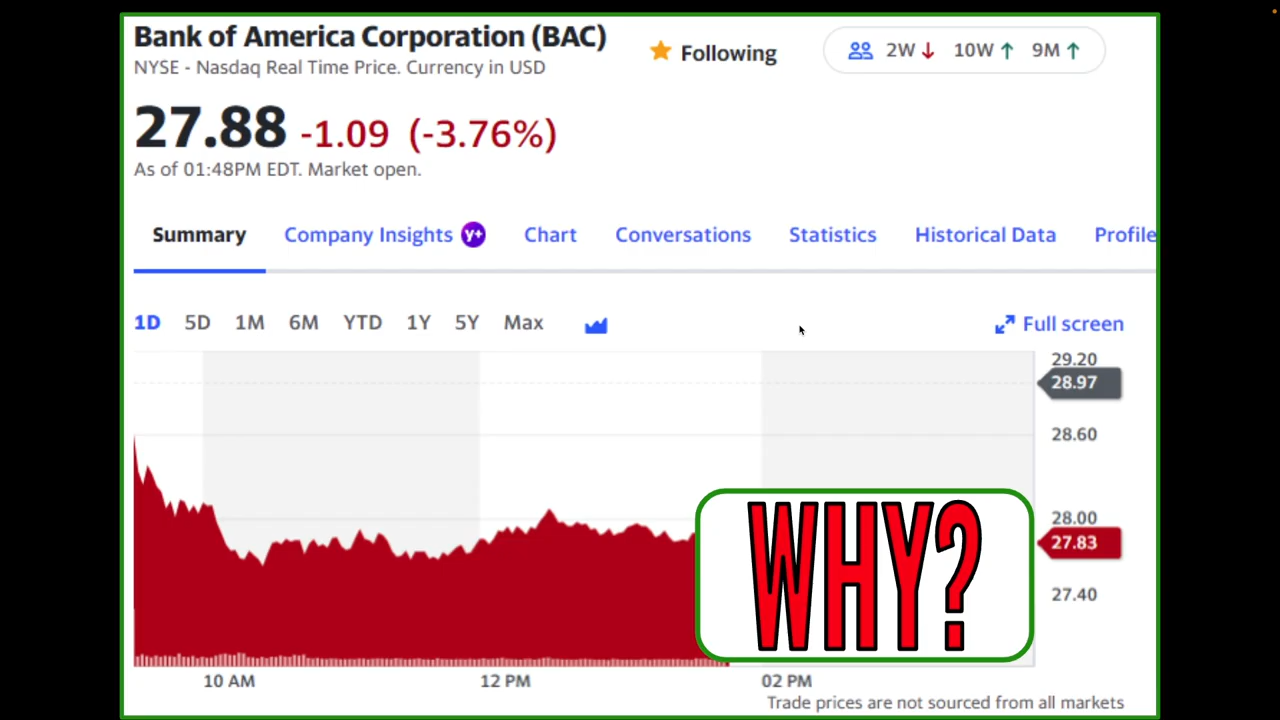 Bank of America Corporation (BAC)
NYSE - Nasdaq Real Time Price. Currency in USD
Following
2W 10W 9M
27.88 -1.09 (-3.76%)
As of 01:48PM EDT. Market open.
Summary Company Insights y+ Chart Conversations Statistics Historical Data Profile
1D 5D 1M 6M YTD 1Y 5Y Max Full screen
29.20
28.97
28.60
28.00
27.83
27.40
WHY?
10 AM 12 PM 02 PM
Trade prices are not sourced from all markets